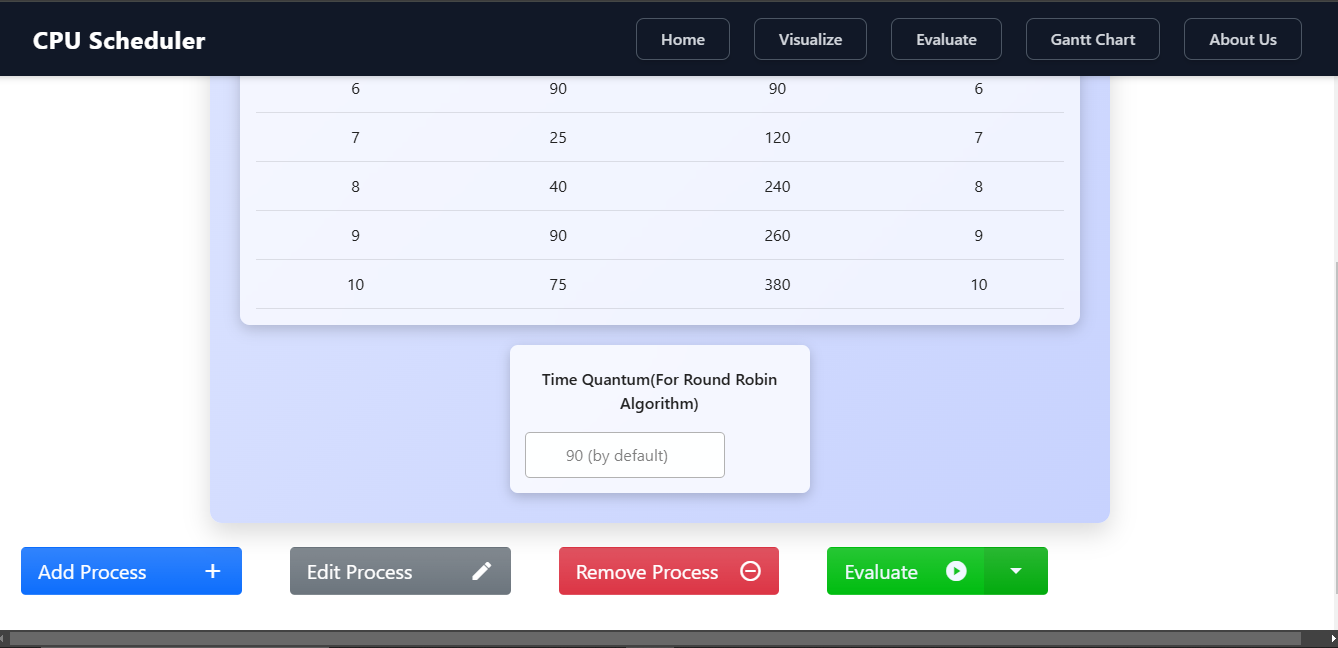 CPU Scheduler Home Visualize Evaluate Gantt Chart About Us
6 90 90 6
7 25 120 7
8 40 240 8
9 90 260 9
10 75 380 10
Time Quantum(For Round Robin
Algorithm)
90 (by default)
Add Process Edit Process Remove Process Evaluate